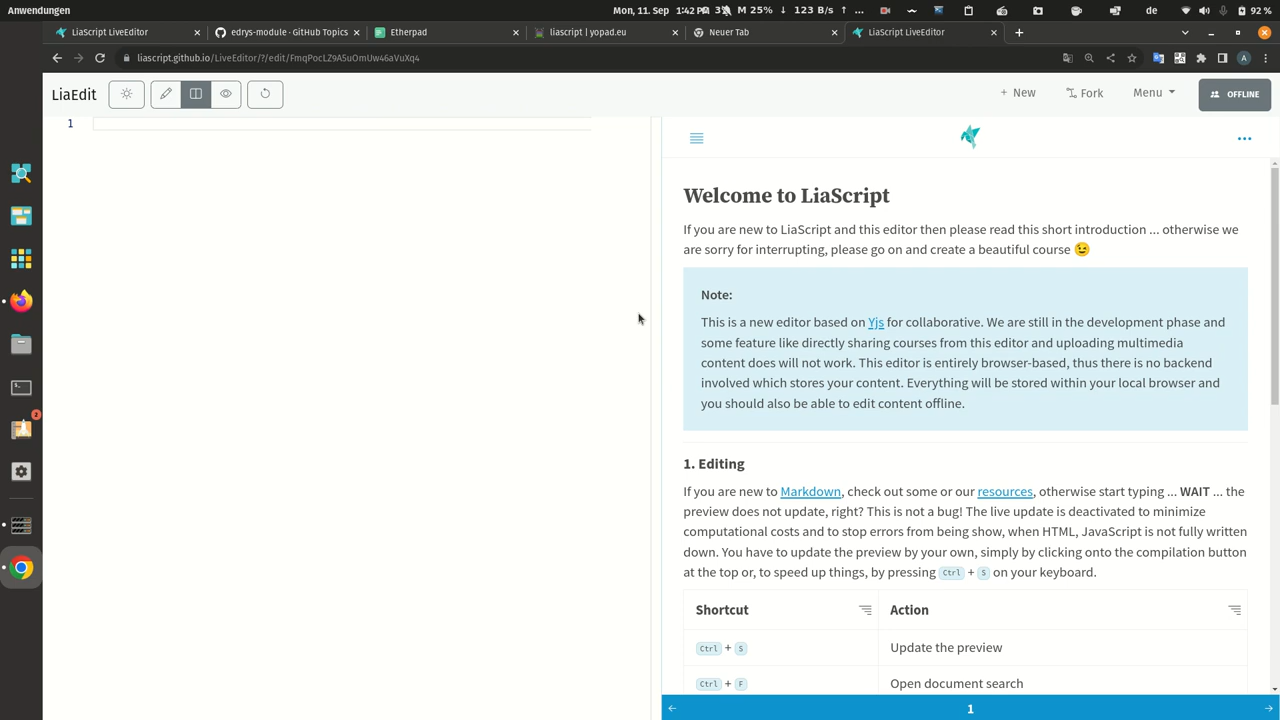 Anwendungen
Mon, 11. Sep 1:42 PM 3% M 25% ↓ 123 B/s ↑ ... de 92 %
LiaScript LiveEditor × edrys-module · GitHub Topics × Etherpad × liascript | yopad.eu × Neuer Tab × LiaScript LiveEditor × +
liascript.github.io/LiveEditor/?/edit/FmqPocLZ9A5uOmUw46aVuXq4 A
LiaEdit + New Fork Menu OFFLINE
1
Welcome to LiaScript
If you are new to LiaScript and this editor then please read this short introduction ... otherwise we
are sorry for interrupting, please go on and create a beautiful course 😉
Note:
This is a new editor based on Yjs for collaborative. We are still in the development phase and
some feature like directly sharing courses from this editor and uploading multimedia
content does will not work. This editor is entirely browser-based, thus there is no backend
involved which stores your content. Everything will be stored within your local browser and
you should also be able to edit content offline.
1. Editing
If you are new to Markdown, check out some or our resources, otherwise start typing ... WAIT ... the
preview does not update, right? This is not a bug! The live update is deactivated to minimize
computational costs and to stop errors from being show, when HTML, JavaScript is not fully written
down. You have to update the preview by your own, simply by clicking onto the compilation button
at the top or, to speed up things, by pressing Ctrl + S on your keyboard.
Shortcut Action
Ctrl + S Update the preview
Ctrl + F Open document search
← 1 →
2